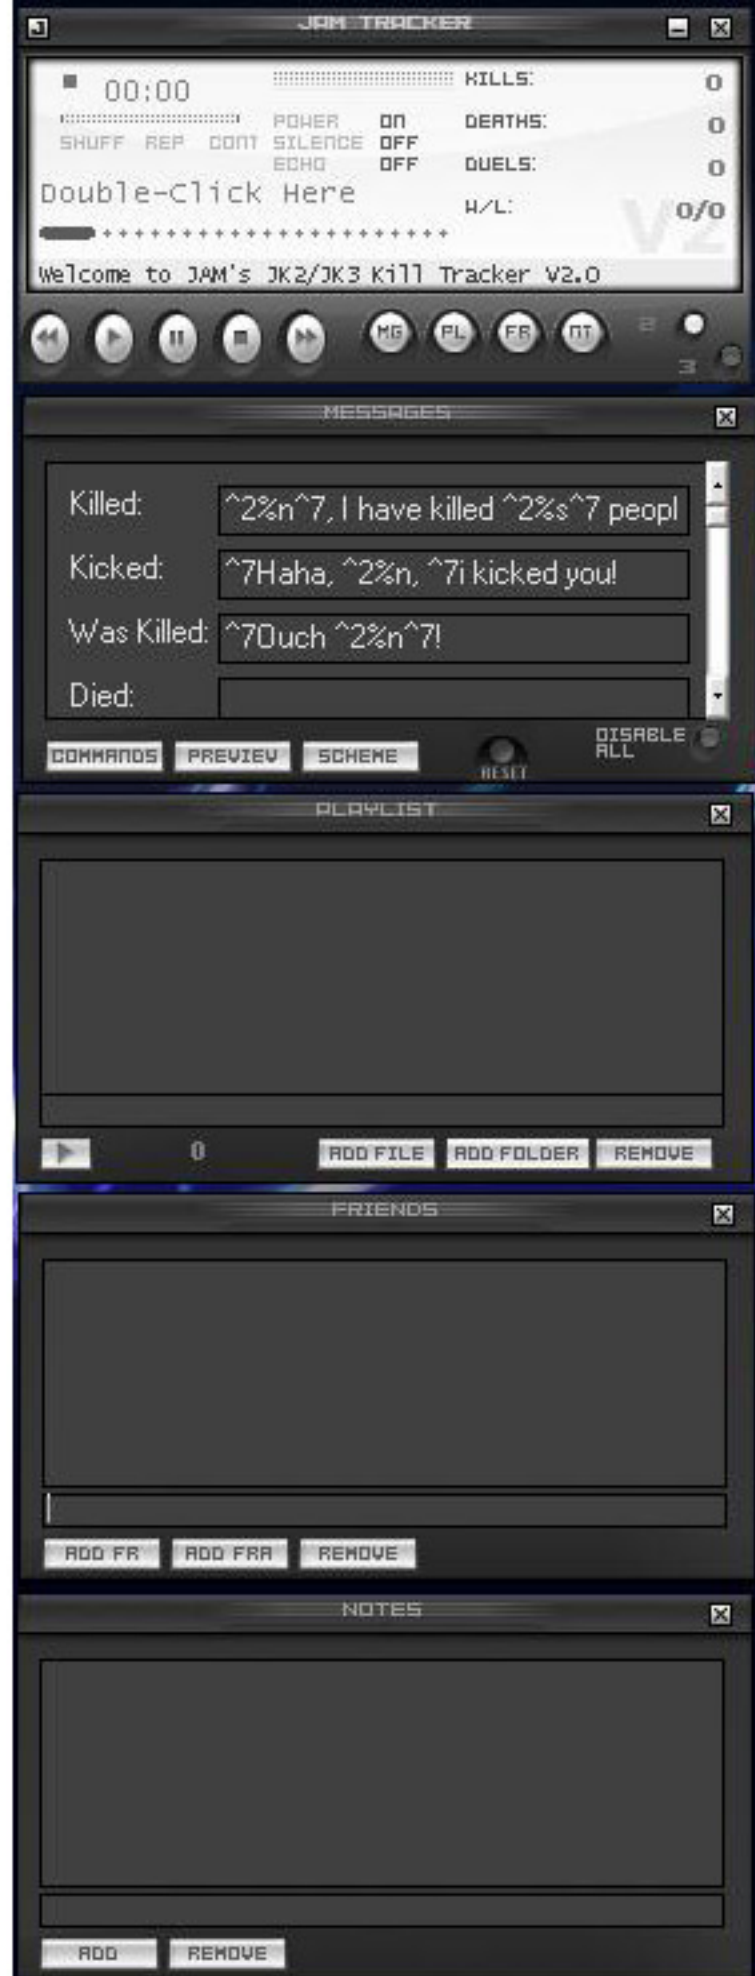 J JAM TRACKER
00:00 KILLS: 0
POWER ON DEATHS: 0
SHUFF REP CONT SILENCE OFF
ECHO OFF DUELS: 0
Double-Click Here
W/L: 0/0
V2
Welcome to JAM's JK2/JK3 Kill Tracker V2.0
MG PL FR NT 2
3
MESSAGES
Killed: ^2%n^7, I have killed ^2%s^7 peopl
Kicked: ^7Haha, ^2%n, ^7i kicked you!
Was Killed: ^7Ouch ^2%n^7!
Died:
COMMANDS PREVIEW SCHEME RESET DISABLE
ALL
PLAYLIST
0 ADD FILE ADD FOLDER REMOVE
FRIENDS
ADD FR ADD FRA REMOVE
NOTES
ADD REMOVE